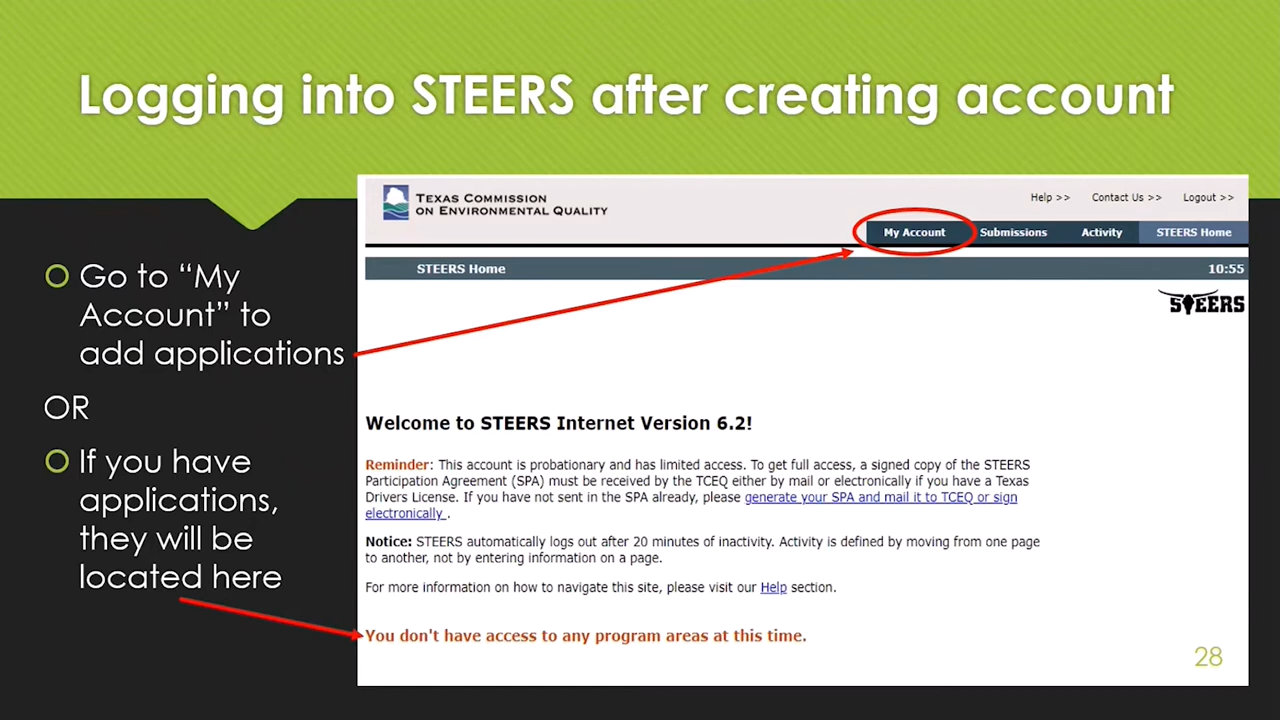 Logging into STEERS after creating account
Go to “My
Account” to
add applications
OR
If you have
applications,
they will be
located here
TEXAS COMMISSION
ON ENVIRONMENTAL QUALITY
Help >> Contact Us >> Logout >>
My Account Submissions Activity STEERS Home
STEERS Home 10:55
STEERS
Welcome to STEERS Internet Version 6.2!
Reminder: This account is probationary and has limited access. To get full access, a signed copy of the STEERS
Participation Agreement (SPA) must be received by the TCEQ either by mail or electronically if you have a Texas
Drivers License. If you have not sent in the SPA already, please generate your SPA and mail it to TCEQ or sign
electronically .
Notice: STEERS automatically logs out after 20 minutes of inactivity. Activity is defined by moving from one page
to another, not by entering information on a page.
For more information on how to navigate this site, please visit our Help section.
You don't have access to any program areas at this time.
28